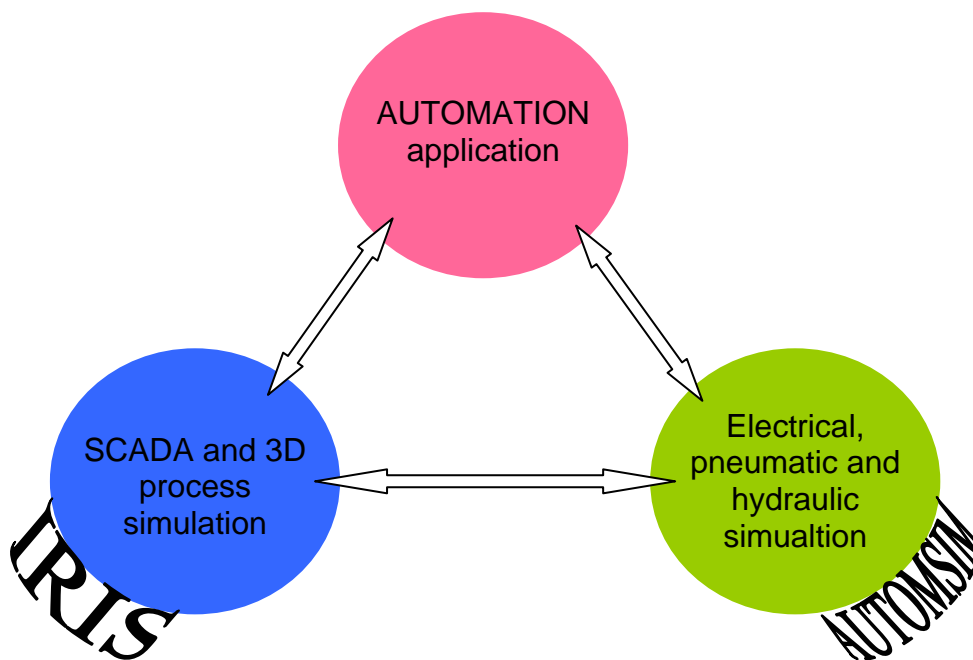 AUTOMATION
application
SCADA and 3D
process
simulation
Electrical,
pneumatic and
hydraulic
simualtion
IRIS
AUTOMSIM